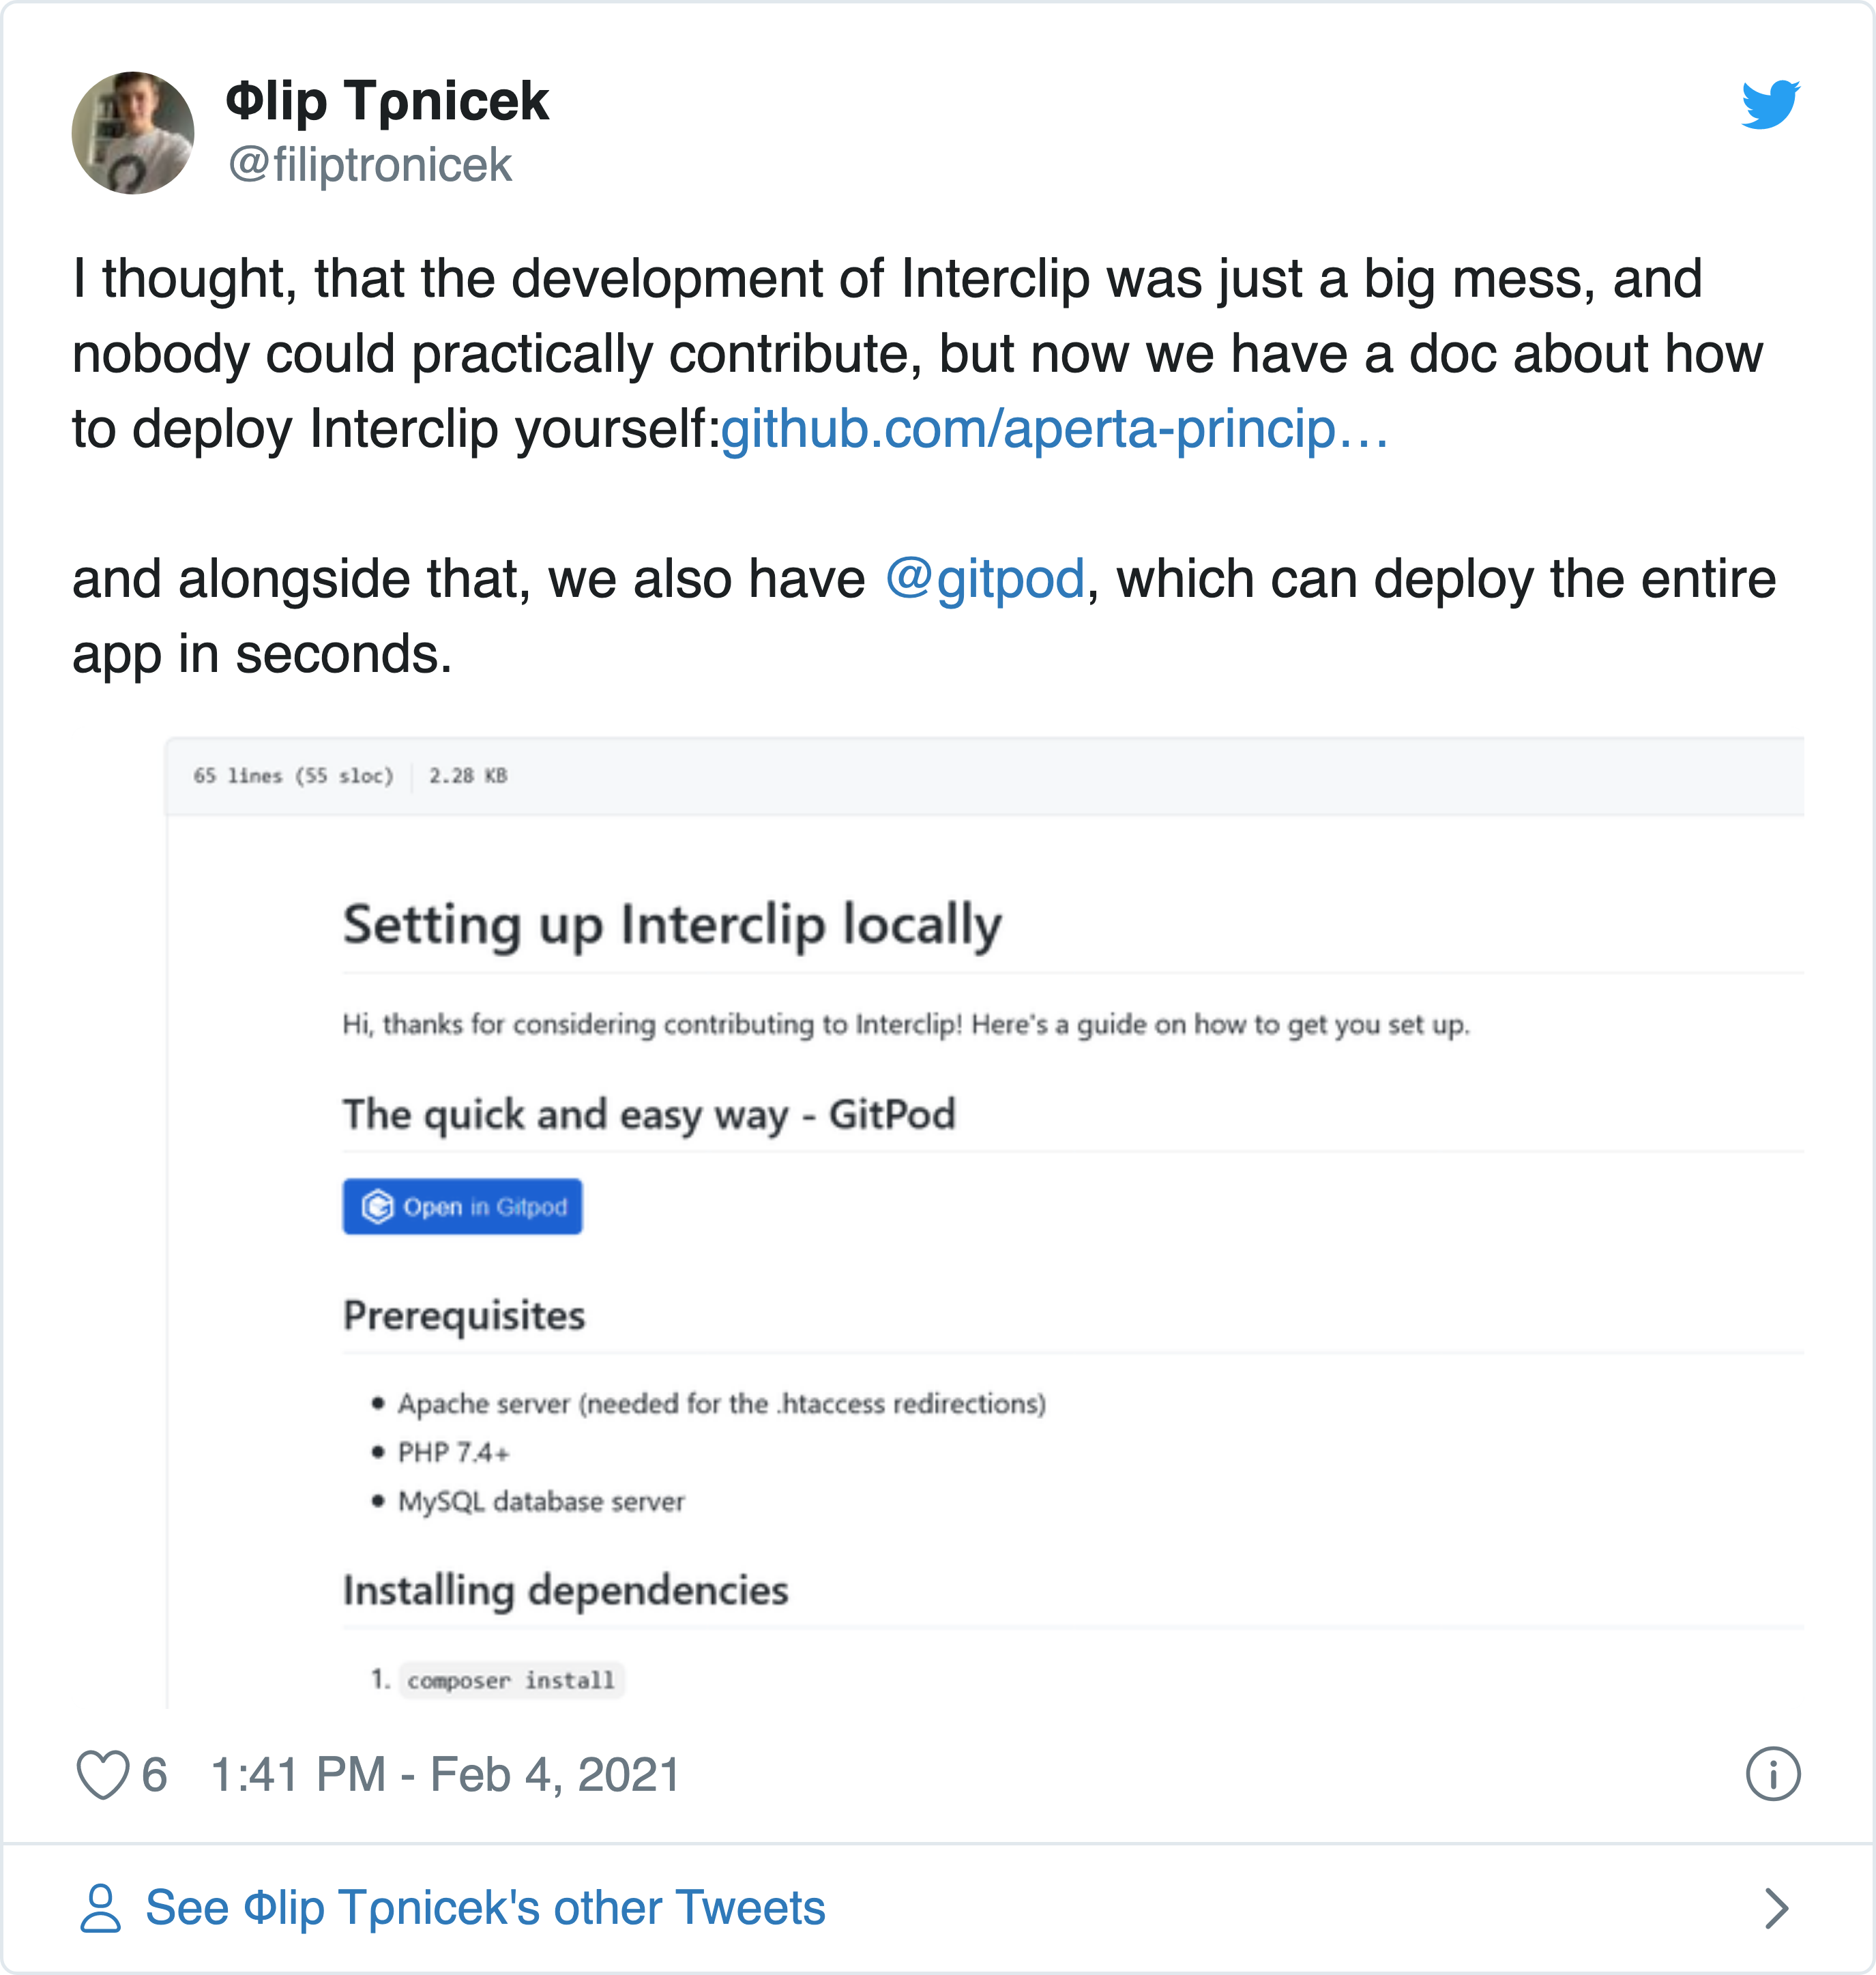 Φlip Tρnicek
@filiptronicek
I thought, that the development of Interclip was just a big mess, and
nobody could practically contribute, but now we have a doc about how
to deploy Interclip yourself:github.com/aperta-princip…
and alongside that, we also have @gitpod, which can deploy the entire
app in seconds.
65 lines (55 sloc) 2.28 KB
Setting up Interclip locally
Hi, thanks for considering contributing to Interclip! Here's a guide on how to get you set up.
The quick and easy way - GitPod
Open in Gitpod
Prerequisites
• Apache server (needed for the .htaccess redirections)
• PHP 7.4+
• MySQL database server
Installing dependencies
1. composer install
6 1:41 PM - Feb 4, 2021
See Φlip Tρnicek's other Tweets